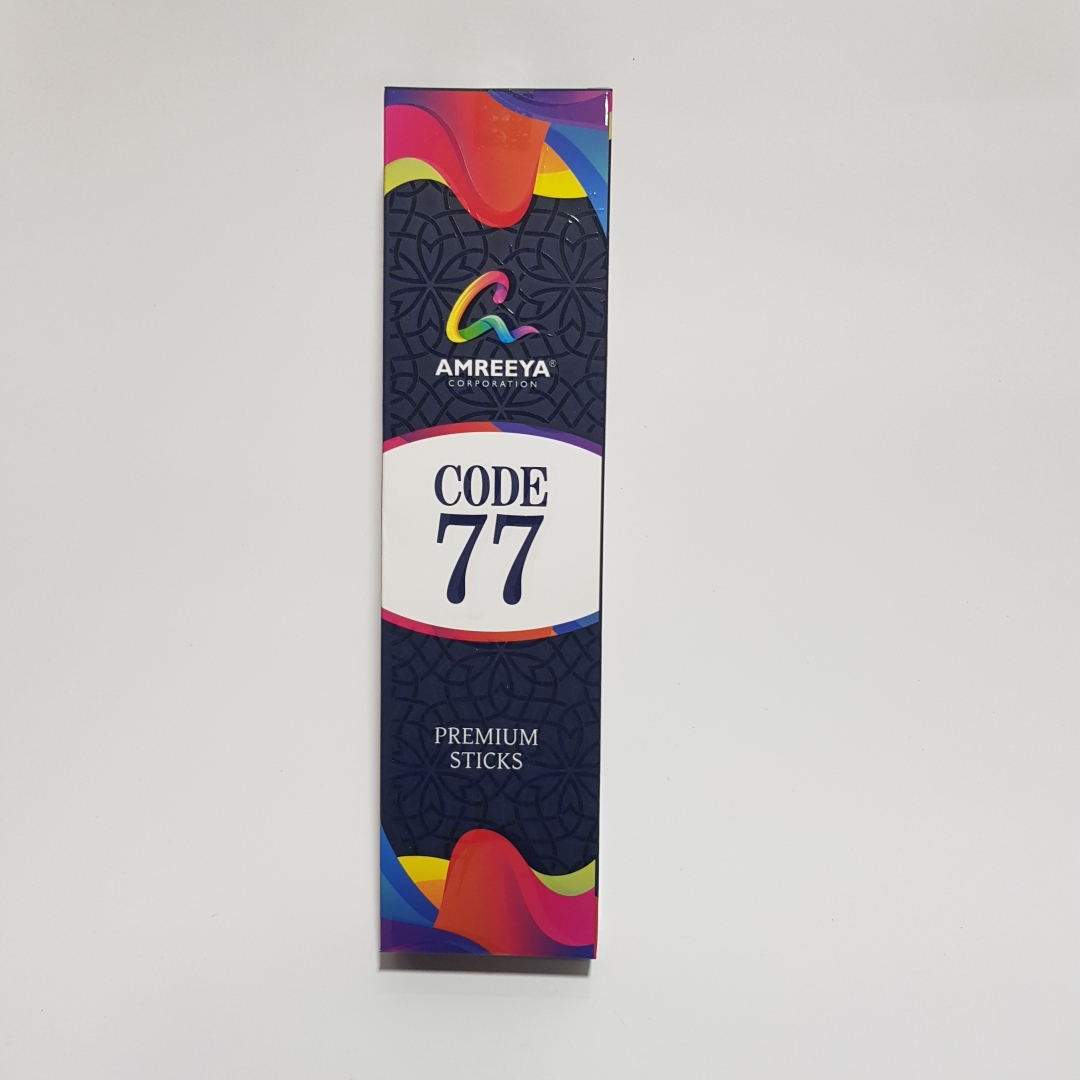 AMREEYA®
CORPORATION
CODE
77
PREMIUM
STICKS